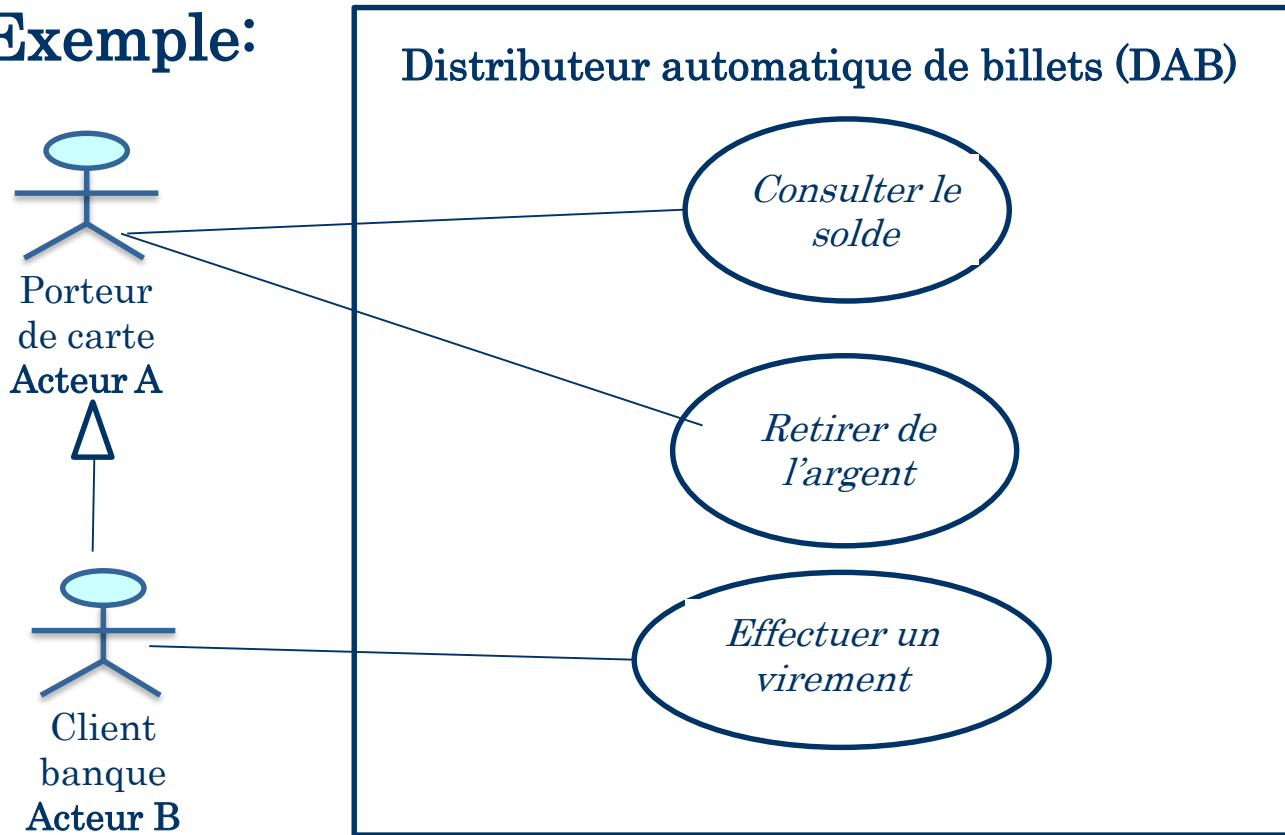 Exemple:
Distributeur automatique de billets (DAB)
Consulter le
solde
Porteur
de carte
Acteur A
Retirer de
l'argent
Effectuer un
virement
Client
banque
Acteur B